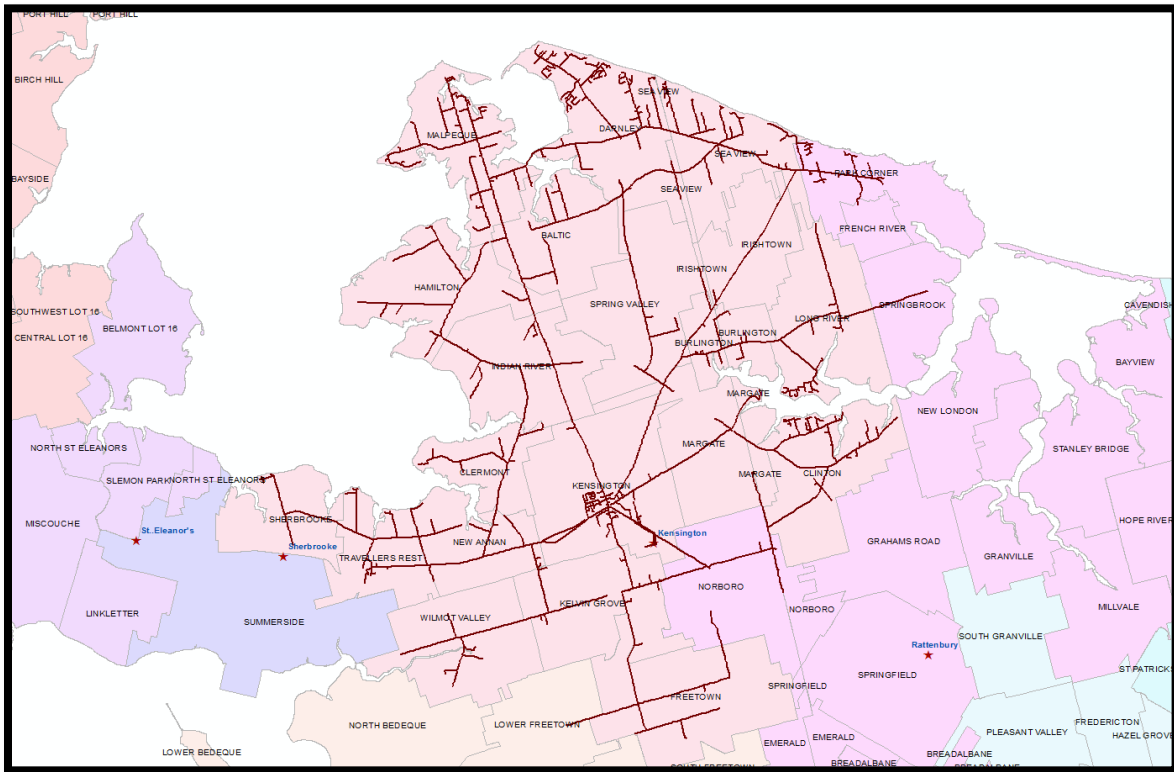 PORT HILL
PORT HILL
BIRCH HILL
SEA VIEW
DARNLEY
MALPEQUE
SEA VIEW
BAYSIDE
PARK CORNER
SEA VIEW
FRENCH RIVER
BALTIC
IRISHTOWN
IRISHTOWN
HAMILTON
SPRING VALLEY
SPRINGBROOK
CAVENDISH
SOUTHWEST LOT 16
LONG RIVER
BELMONT LOT 16
BURLINGTON
CENTRAL LOT 16
BURLINGTON
BAYVIEW
INDIAN RIVER
MARGATE
NEW LONDON
MARGATE
NORTH ST ELEANORS
STANLEY BRIDGE
CLERMONT
MARGATE
CLINTON
SLEMON PARK
NORTH ST ELEANORS
KENSINGTON
SHERBROOKE
MISCOUCHE
HOPE RIVER
St..Eleanor's
Kensington
NEW ANNAN
GRAHAMS ROAD
Sherbrooke
TRAVELLERS REST
GRANVILLE
NORBORO
KELVIN GROVE
MILLVALE
NORBORO
LINKLETTER
WILMOT VALLEY
SUMMERSIDE
SOUTH GRANVILLE
Rattenbury
ST PATRICKS
SPRINGFIELD
SPRINGFIELD
FREETOWN
NORTH BEDEQUE
LOWER FREETOWN
FREDERICTON
PLEASANT VALLEY
HAZEL GROVE
EMERALD
EMERALD
LOWER BEDEQUE
BREADALBANE
BREADALBANE
BREADALBANE
SOUTH FREETOWN